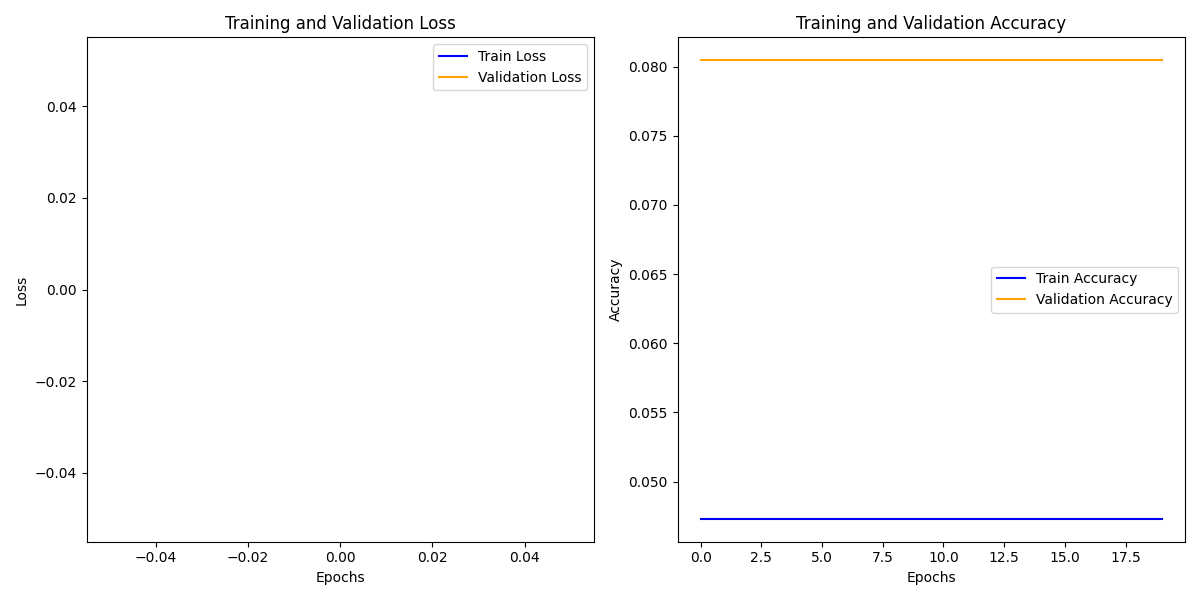 Training and Validation Loss
Train Loss
Validation Loss
0.04
0.02
0.00
−0.02
−0.04
Loss
−0.04
−0.02
0.00
0.02
0.04
Epochs
Training and Validation Accuracy
0.080
0.075
0.070
0.065
0.060
0.055
0.050
Accuracy
Train Accuracy
Validation Accuracy
0.0
2.5
5.0
7.5
10.0
12.5
15.0
17.5
Epochs